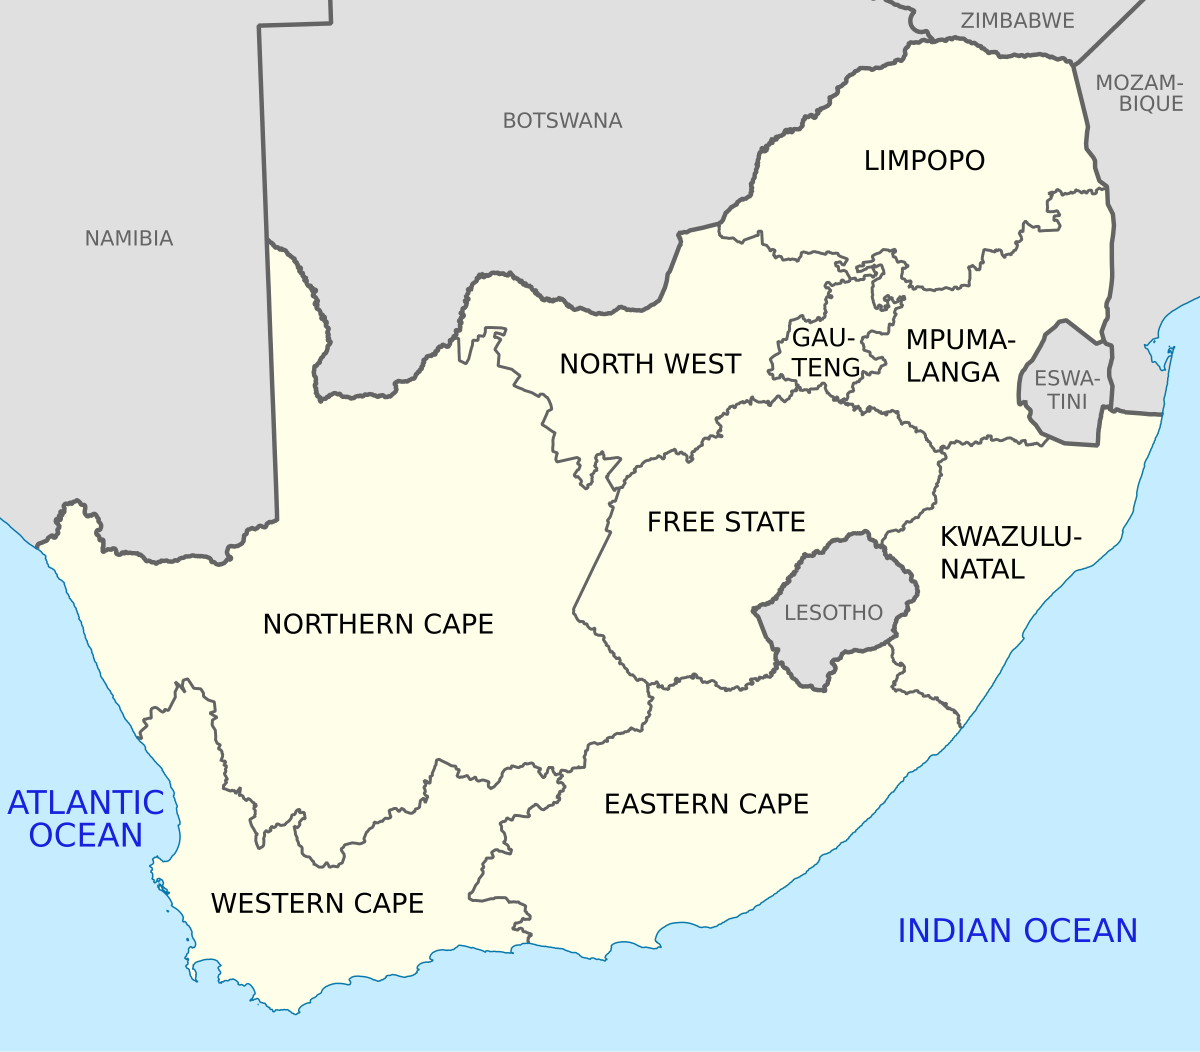 ZIMBABWE
MOZAM-
BIQUE
BOTSWANA
LIMPOPO
NAMIBIA
NORTH WEST
GAU-
TENG
MPUMA-
LANGA
ESWA-
TINI
FREE STATE
KWAZULU-
NATAL
LESOTHO
NORTHERN CAPE
ATLANTIC
OCEAN
EASTERN CAPE
WESTERN CAPE
INDIAN OCEAN